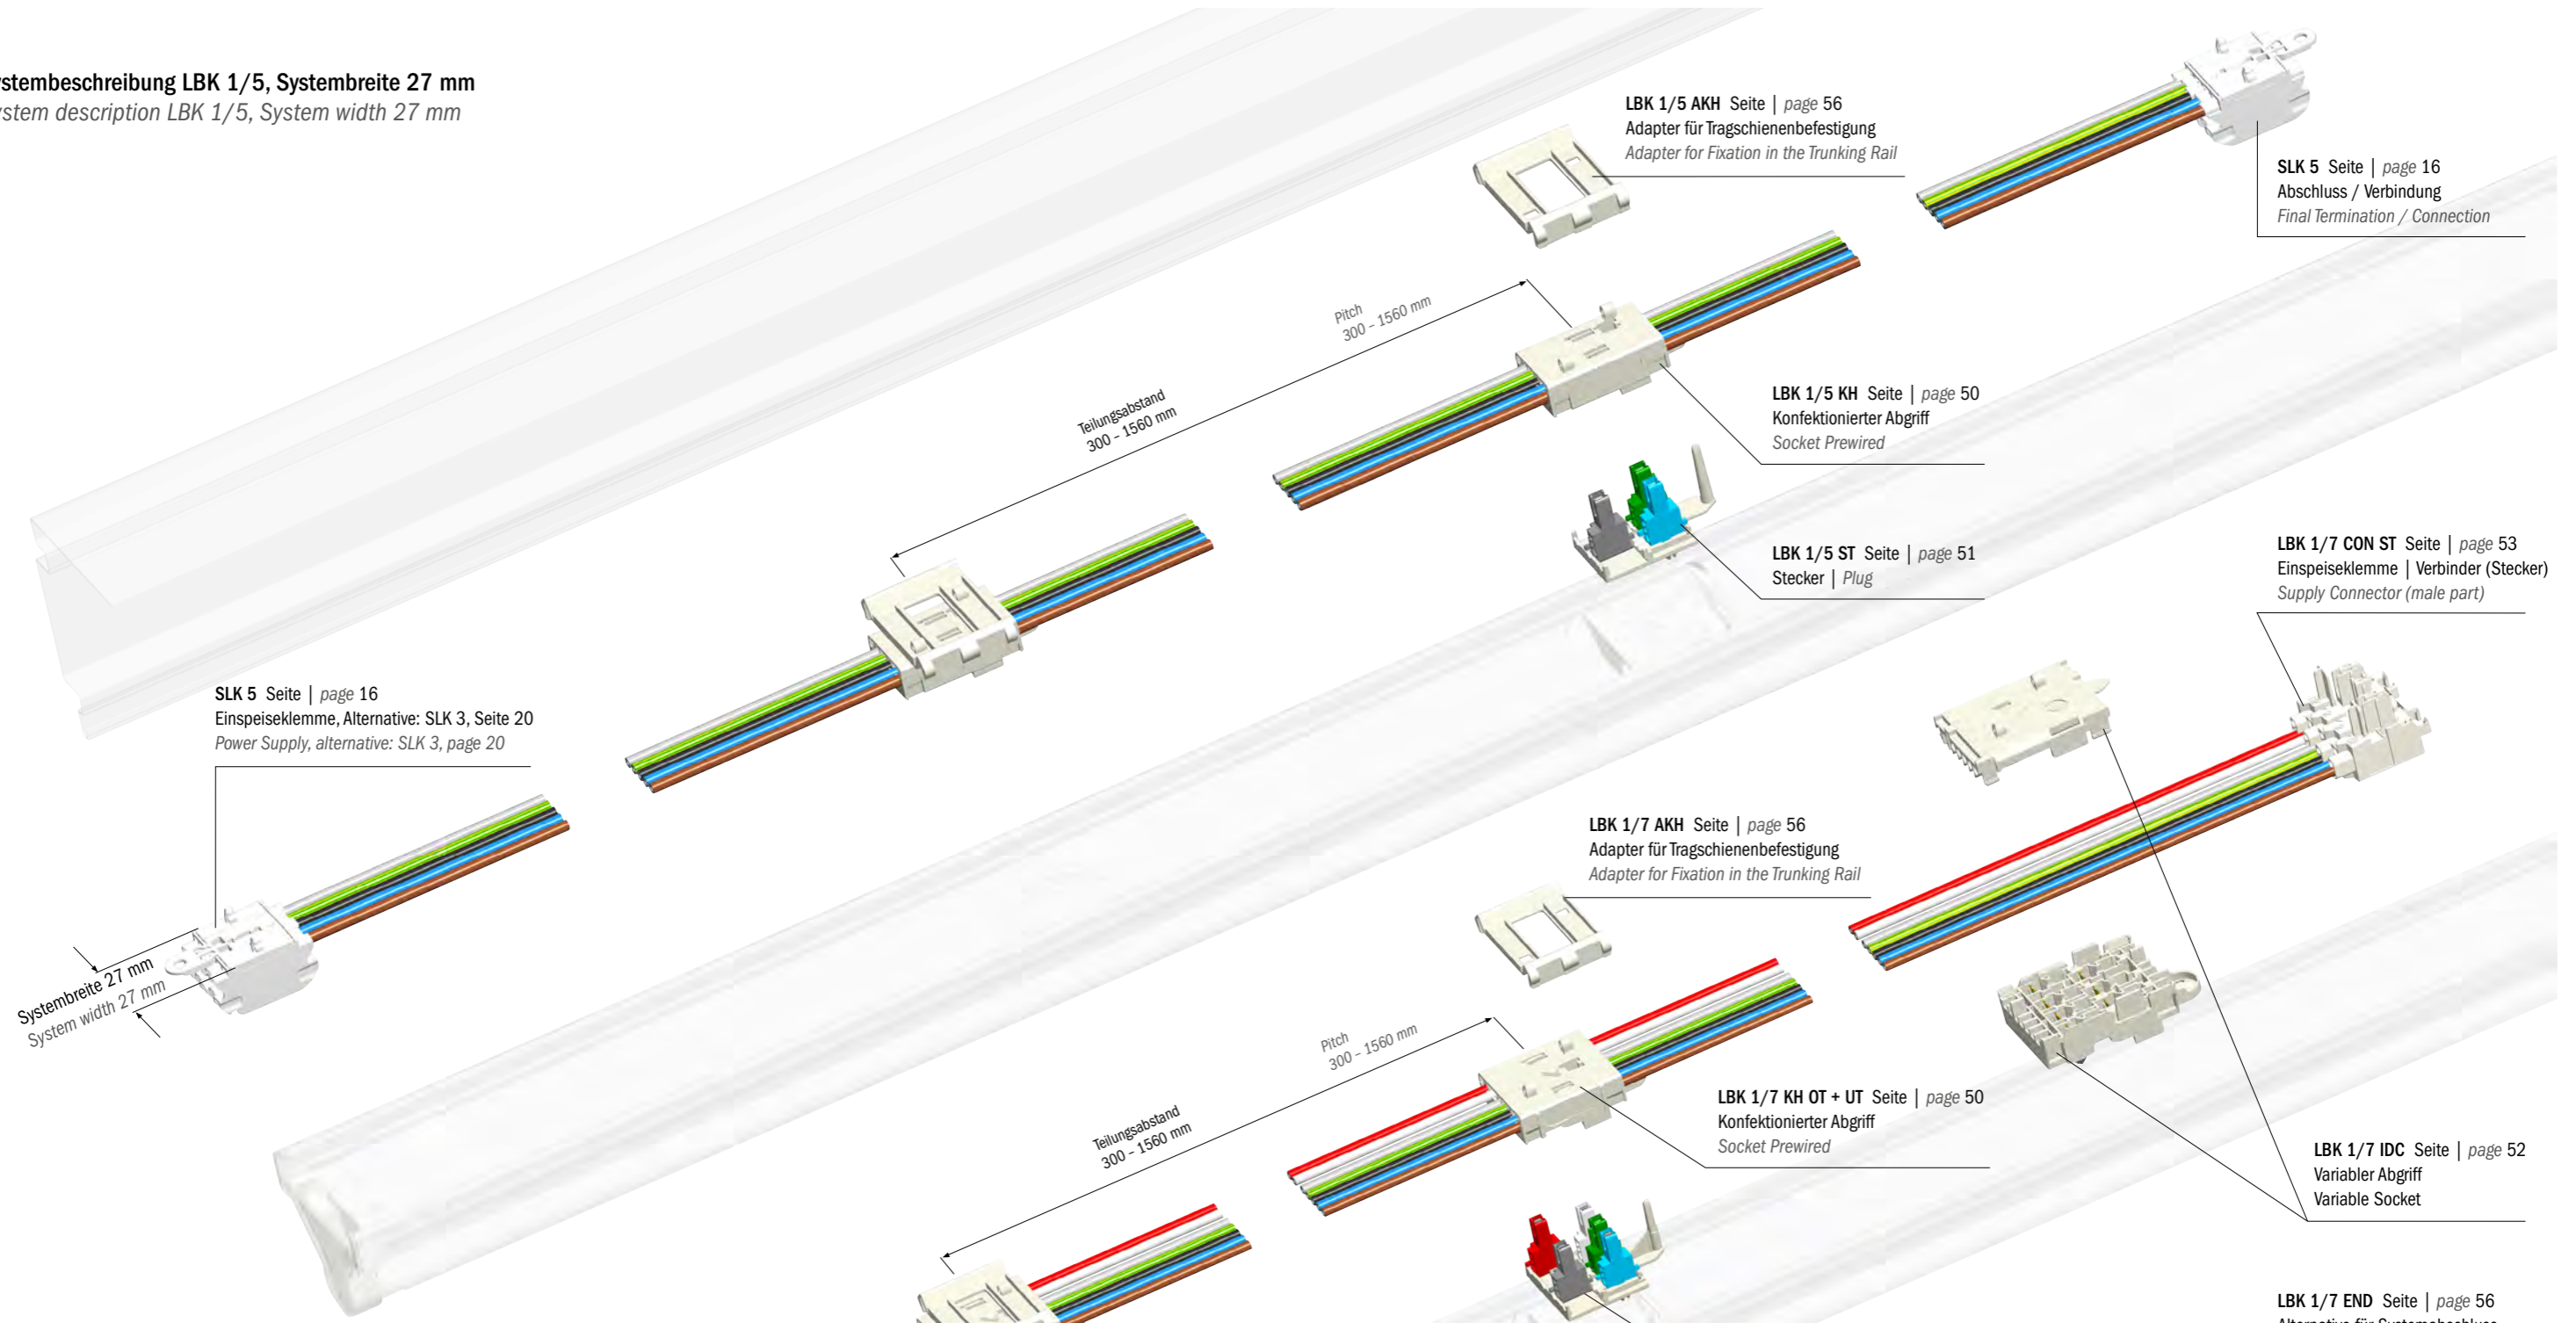 ystembeschreibung LBK 1/5, Systembreite 27 mm
ystem description LBK 1/5, System width 27 mm
LBK 1/5 AKH Seite | page 56
Adapter für Tragschienenbefestigung
Adapter for Fixation in the Trunking Rail
SLK 5 Seite | page 16
Abschluss / Verbindung
Final Termination / Connection
Pitch
300 - 1560 mm
Teilungsabstand
300 - 1560 mm
LBK 1/5 KH Seite | page 50
Konfektionierter Abgriff
Socket Prewired
LBK 1/5 ST Seite | page 51
Stecker | Plug
LBK 1/7 CON ST Seite | page 53
Einspeiseklemme | Verbinder (Stecker)
Supply Connector (male part)
SLK 5 Seite | page 16
Einspeiseklemme, Alternative: SLK 3, Seite 20
Power Supply, alternative: SLK 3, page 20
Systembreite 27 mm
System width 27 mm
LBK 1/7 AKH Seite | page 56
Adapter für Tragschienenbefestigung
Adapter for Fixation in the Trunking Rail
Pitch
300 - 1560 mm
Teilungsabstand
300 - 1560 mm
LBK 1/7 KH OT + UT Seite | page 50
Konfektionierter Abgriff
Socket Prewired
LBK 1/7 IDC Seite | page 52
Variabler Abgriff
Variable Socket
LBK 1/7 END Seite | page 56
Alternative für Systemabschluss